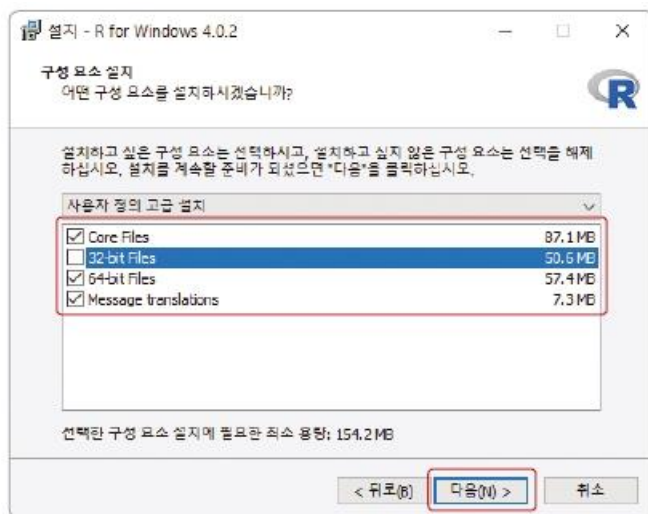 설치 - R for Windows 4.0.2
구성 요소 설치
어떤 구성 요소를 설치하시겠습니까?
R
설치하고 싶은 구성 요소는 선택하시고, 설치하고 싶지 않은 구성 요소는 선택을 해제
하십시오. 설치를 계속할 준비가 되셨으면 "다음"을 클릭하십시오.
사용자 정의 고급 설치
Core Files 87.1 MB
32-bit Files 50.6 MB
64-bit Files 57.4 MB
Message translations 7.3 MB
선택한 구성 요소 설치에 필요한 최소 용량: 154.2 MB
< 뒤로(B) 다음(N) > 취소